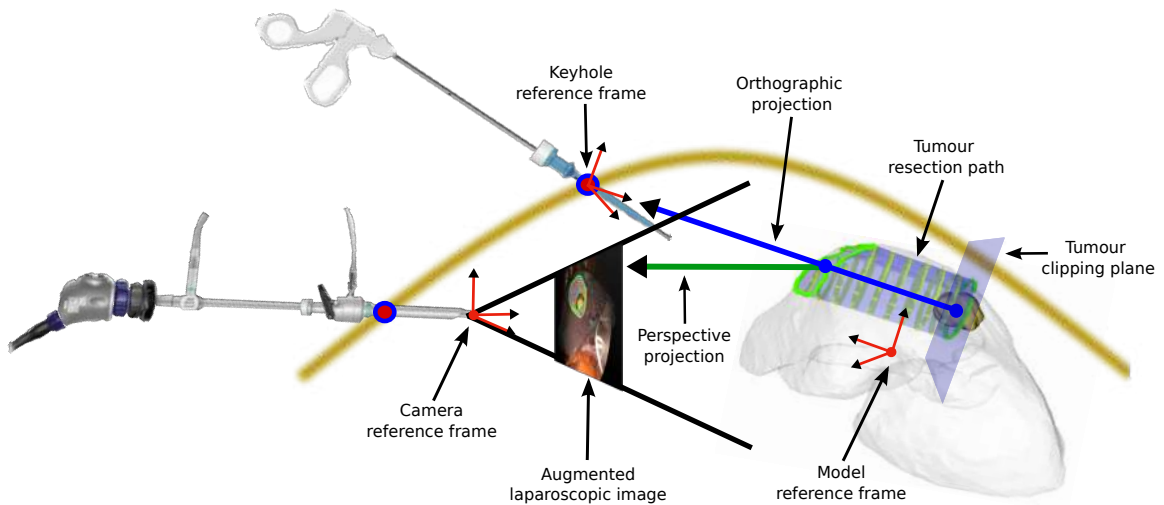 Keyhole
reference frame
Orthographic
projection
Tumour
resection path
Tumour
clipping plane
Perspective
projection
Camera
reference frame
Augmented
laparoscopic image
Model
reference frame